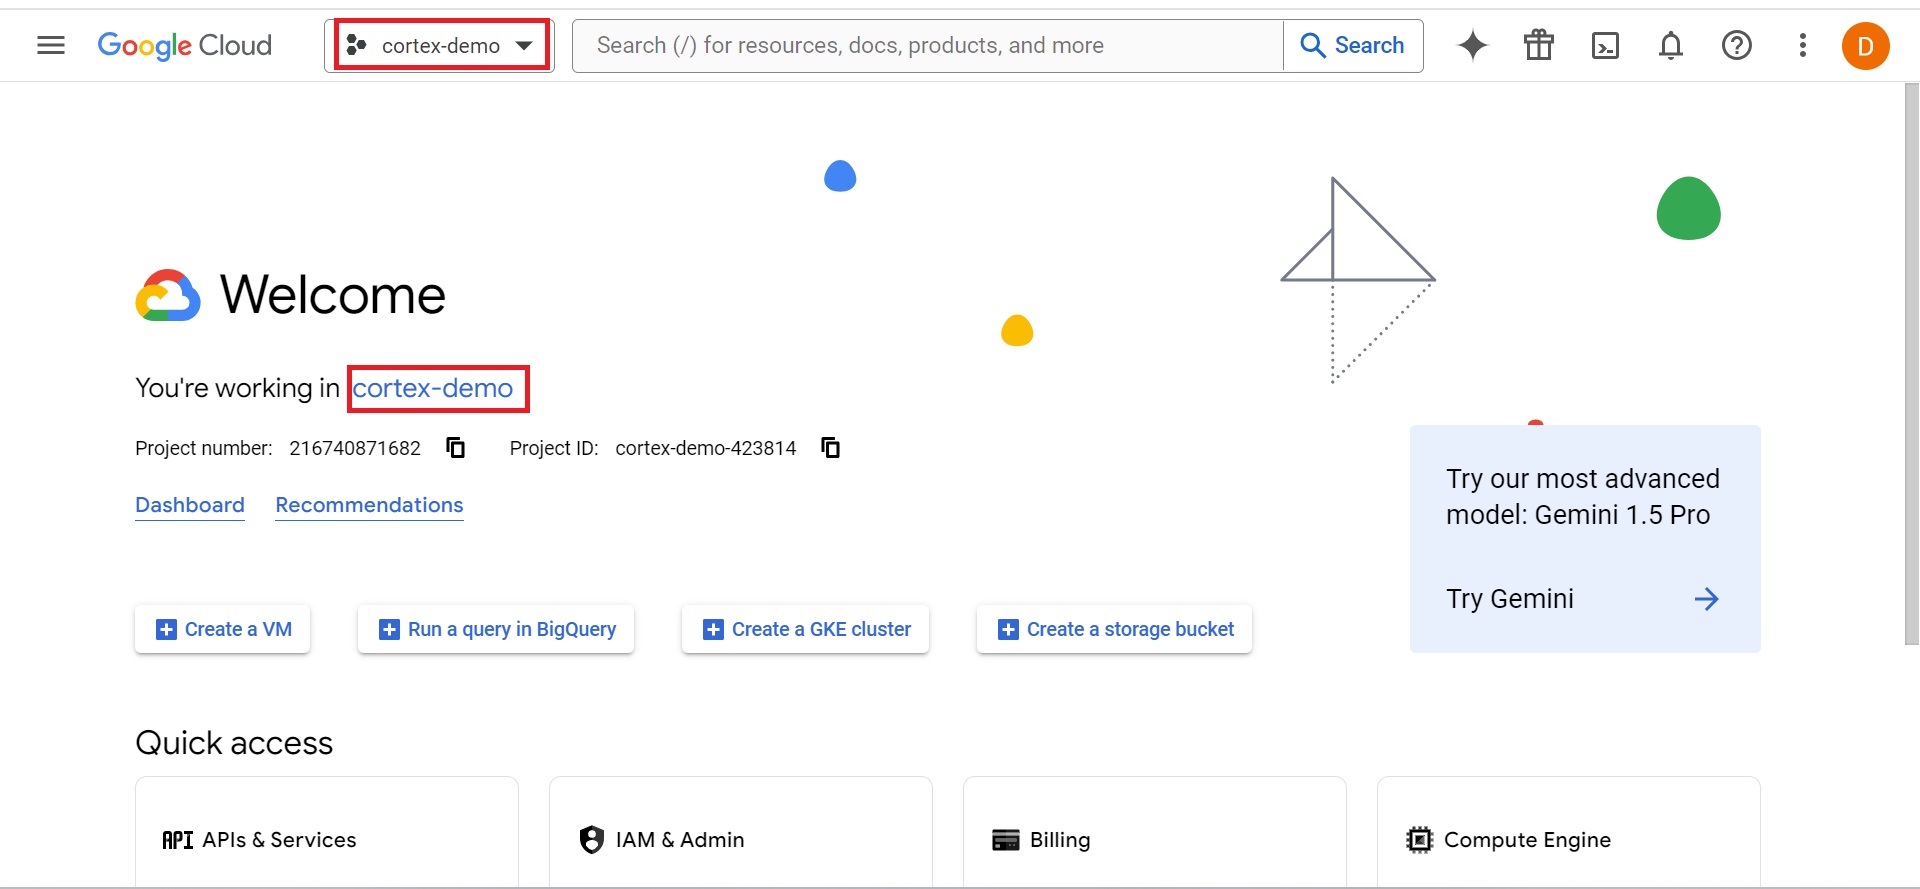 Google Cloud
cortex-demo
Search (/) for resources, docs, products, and more
Search
D
Welcome
You're working in cortex-demo
Project number: 216740871682 Project ID: cortex-demo-423814
Dashboard Recommendations
Try our most advanced
model: Gemini 1.5 Pro
Try Gemini
Create a VM Run a query in BigQuery Create a GKE cluster Create a storage bucket
Quick access
API APIs & Services IAM & Admin Billing Compute Engine